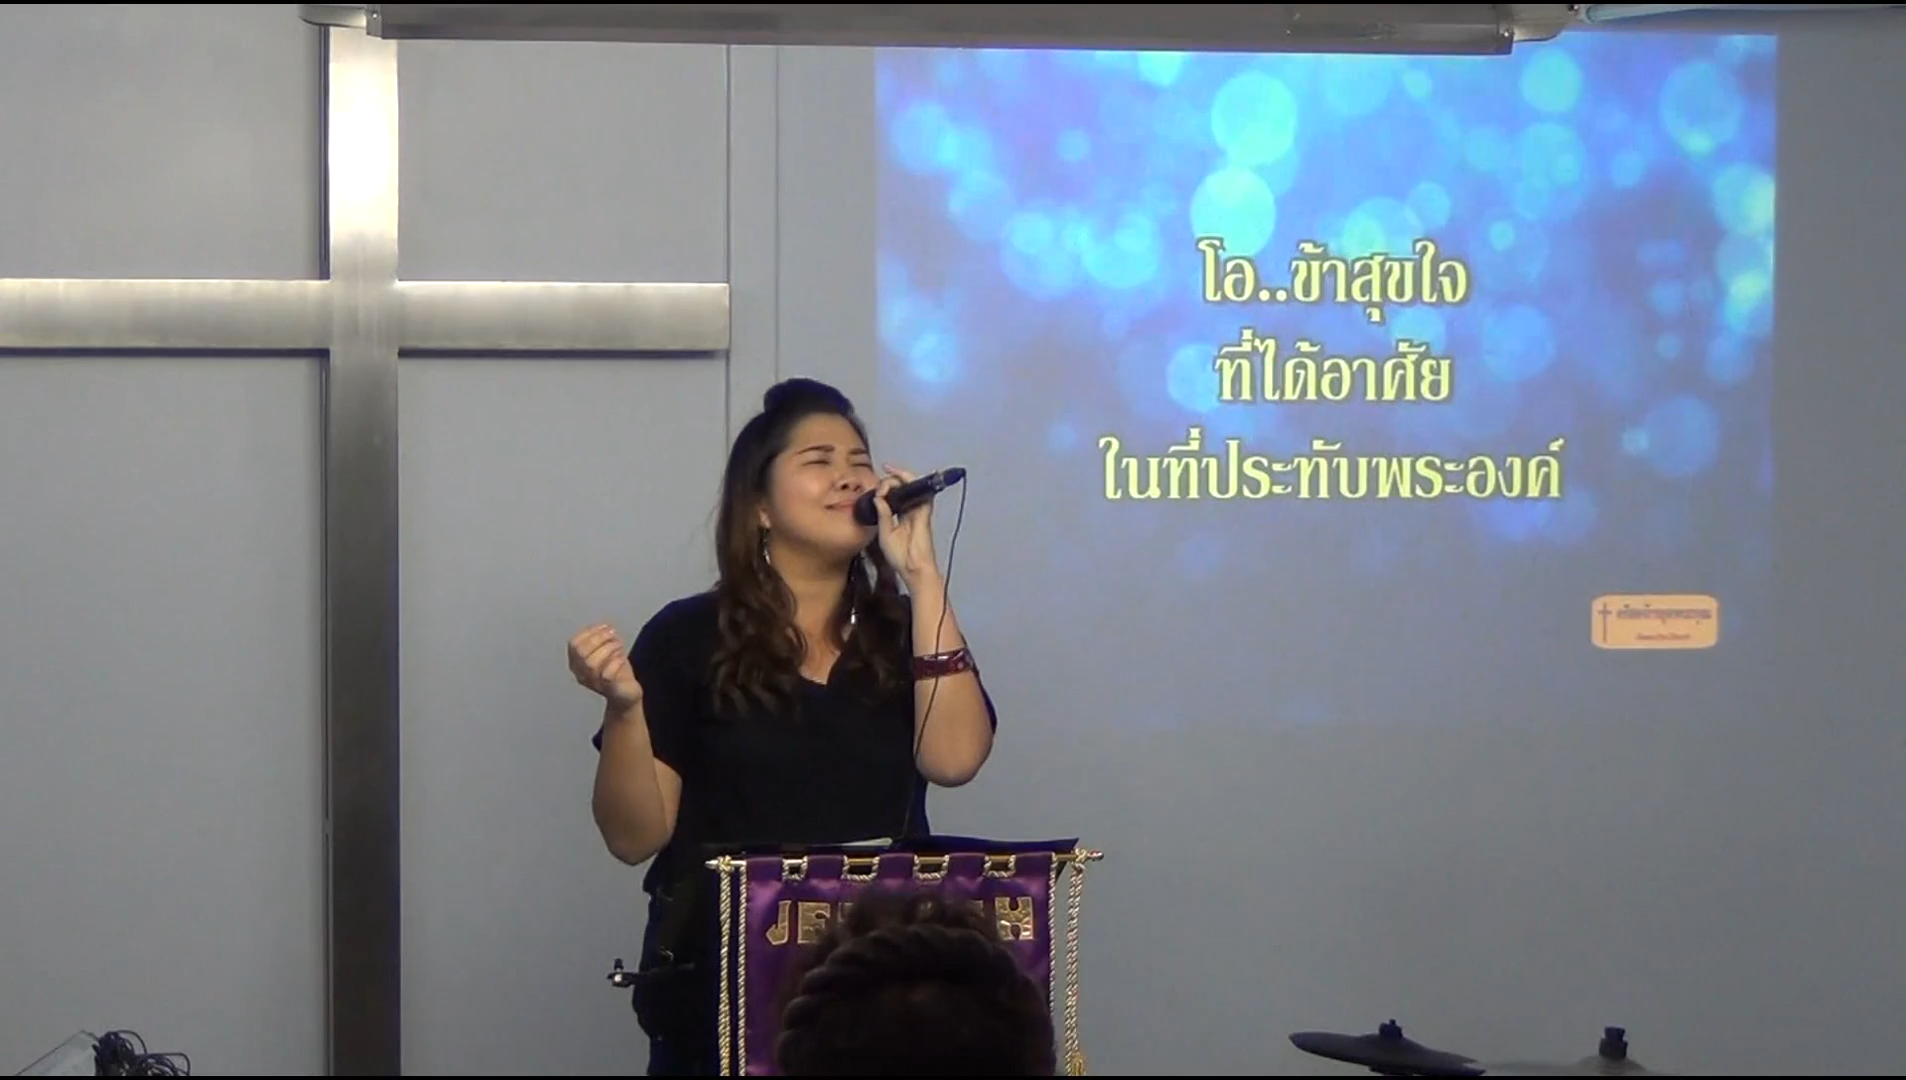 โอ..ข้าสุขใจ
ที่ได้อาศัย
ในที่ประทับพระองค์